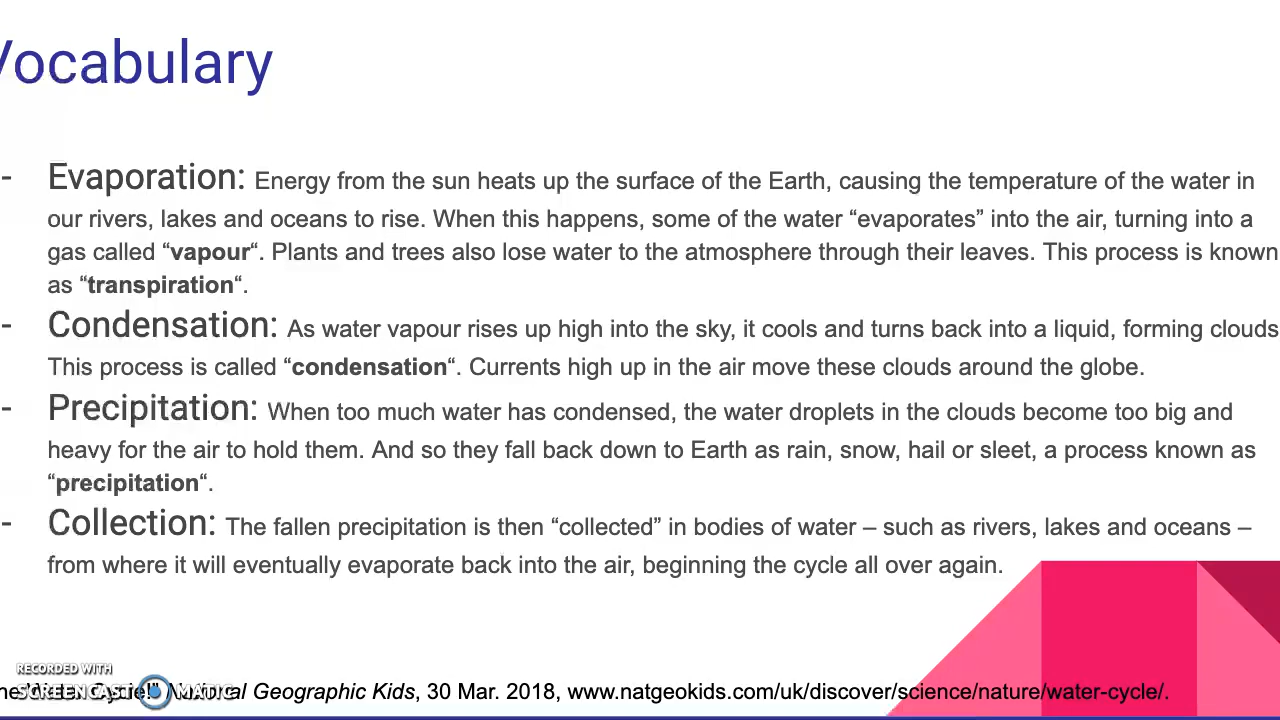 Vocabulary
- Evaporation: Energy from the sun heats up the surface of the Earth, causing the temperature of the water in
our rivers, lakes and oceans to rise. When this happens, some of the water “evaporates” into the air, turning into a
gas called “vapour“. Plants and trees also lose water to the atmosphere through their leaves. This process is known
as “transpiration“.
- Condensation: As water vapour rises up high into the sky, it cools and turns back into a liquid, forming clouds
This process is called “condensation“. Currents high up in the air move these clouds around the globe.
- Precipitation: When too much water has condensed, the water droplets in the clouds become too big and
heavy for the air to hold them. And so they fall back down to Earth as rain, snow, hail or sleet, a process known as
“precipitation“.
- Collection: The fallen precipitation is then “collected” in bodies of water – such as rivers, lakes and oceans –
from where it will eventually evaporate back into the air, beginning the cycle all over again.
RECORDED WITH
SCREENCAST MATIC
Cycle!” National Geographic Kids, 30 Mar. 2018, www.natgeokids.com/uk/discover/science/nature/water-cycle/.